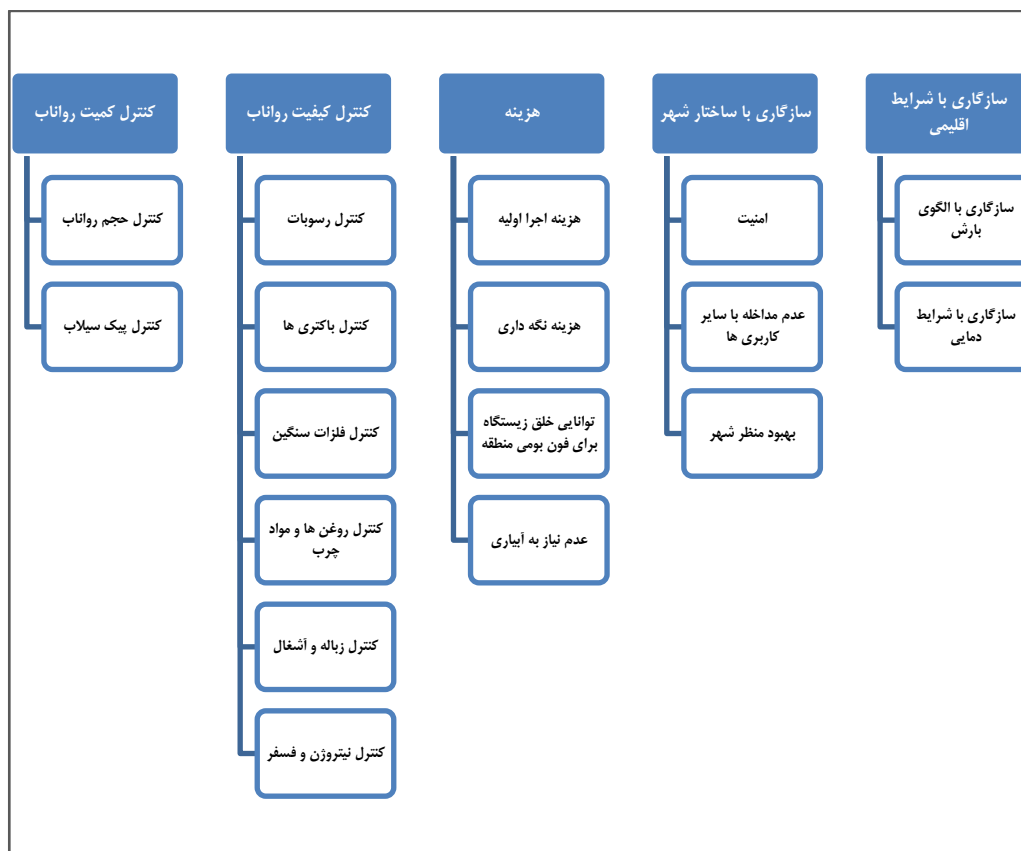 سازگاری با شرایط
اقلیمی
سازگاری با الگوی
بارش
سازگاری با شرایط
دمایی
سازگاری با ساختار شهر
امنیت
عدم مداخله با سایر
کاربری ها
بهبود منظر شهر
هزینه
هزینه اجرا اولیه
هزینه نگه داری
توانایی خلق زیستگاه
برای فون بومی منطقه
عدم نیاز به آبیاری
کنترل کیفیت رواناب
کنترل رسوبات
کنترل باکتری ها
کنترل فلزات سنگین
کنترل روغن ها و مواد
چرب
کنترل زباله و آشغال
کنترل نیتروژن و فسفر
کنترل کمیت رواناب
کنترل حجم رواناب
کنترل پیک سیلاب